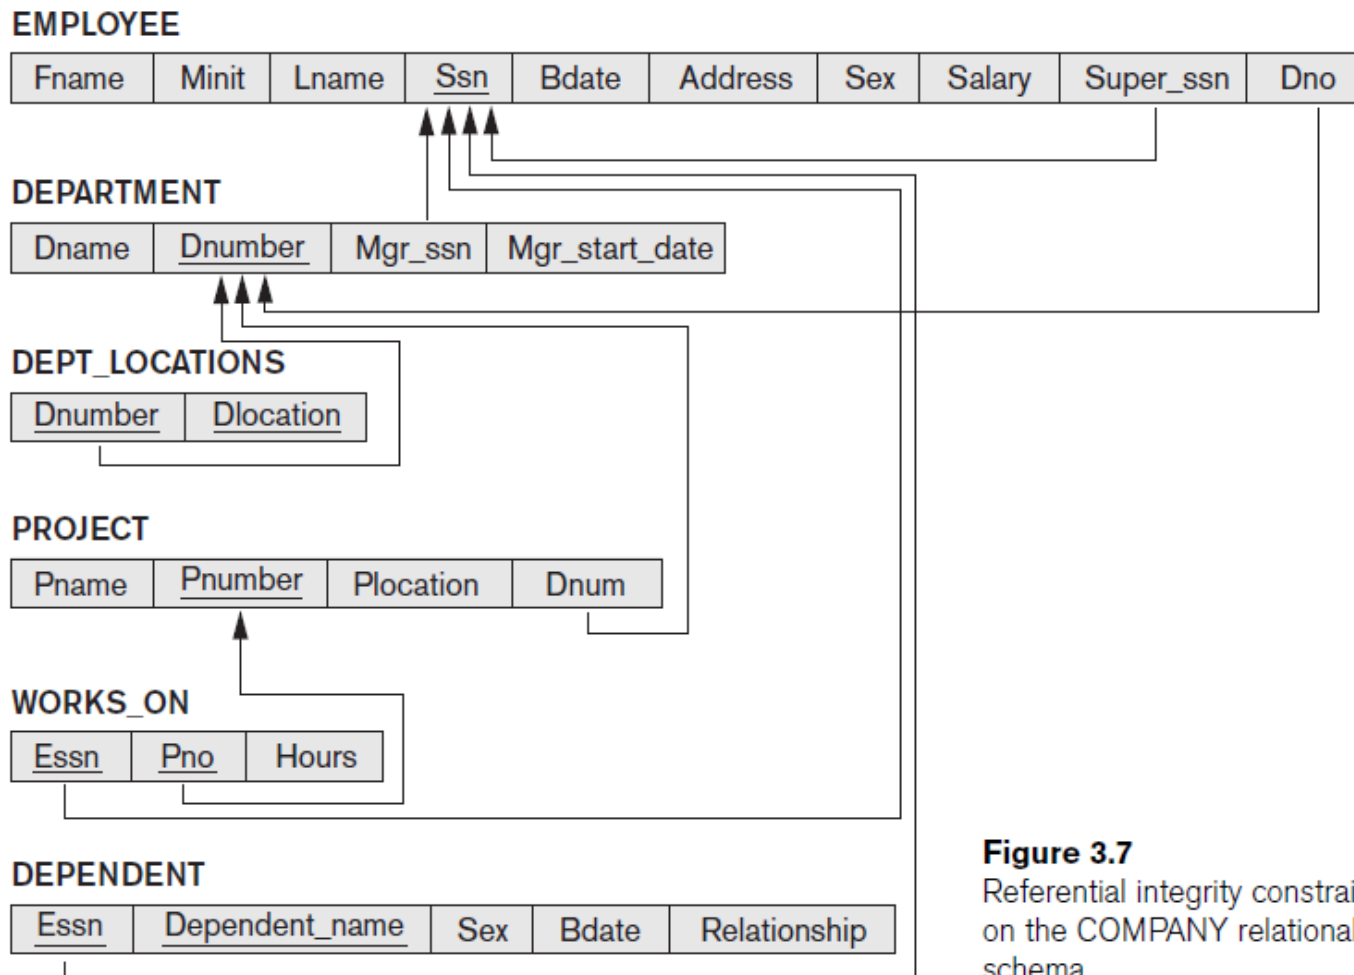 EMPLOYEE
Fname Minit Lname Ssn Bdate Address Sex Salary Super_ssn Dno
DEPARTMENT
Dname Dnumber Mgr_ssn Mgr_start_date
DEPT_LOCATIONS
Dnumber Dlocation
PROJECT
Pname Pnumber Plocation Dnum
WORKS_ON
Essn Pno Hours
DEPENDENT
Essn Dependent_name Sex Bdate Relationship
Figure 3.7
Referential integrity
on the COMPANY relational
schema